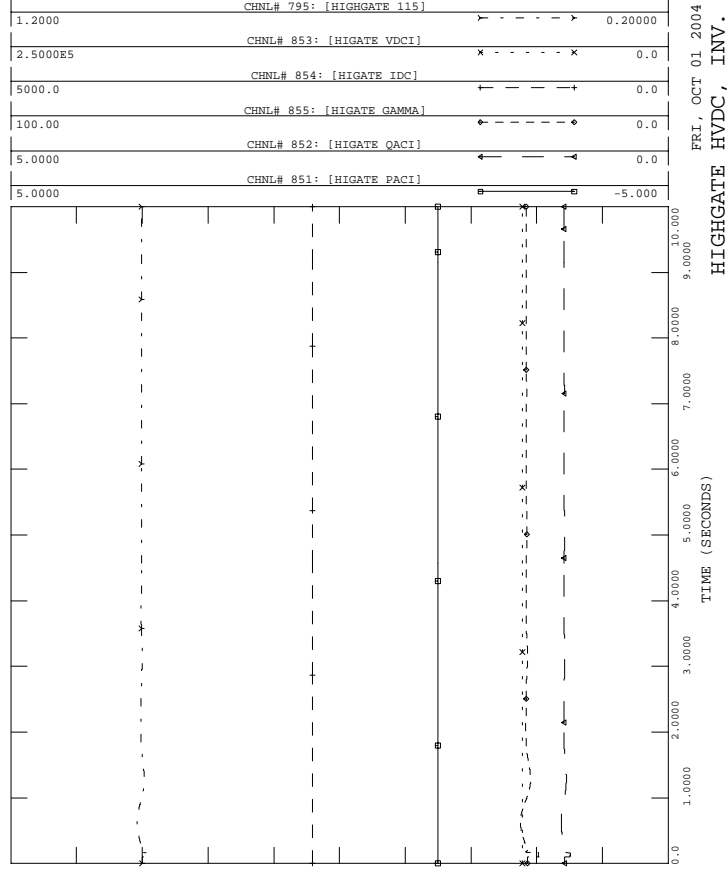 CHNL# 795: [HIGHGATE 115]
1.2000 0.20000
CHNL# 853: [HIGATE VDCI]
2.5000E5 0.0
CHNL# 854: [HIGATE IDC]
5000.0 0.0
CHNL# 855: [HIGATE GAMMA]
100.00 0.0
CHNL# 852: [HIGATE QACI]
5.0000 0.0
CHNL# 851: [HIGATE PACI]
5.0000 -5.000
FRI, OCT 01 2004
HIGHGATE HVDC, INV.
10.000
9.0000
8.0000
7.0000
6.0000
5.0000
4.0000
3.0000
2.0000
1.0000
0.0
TIME (SECONDS)